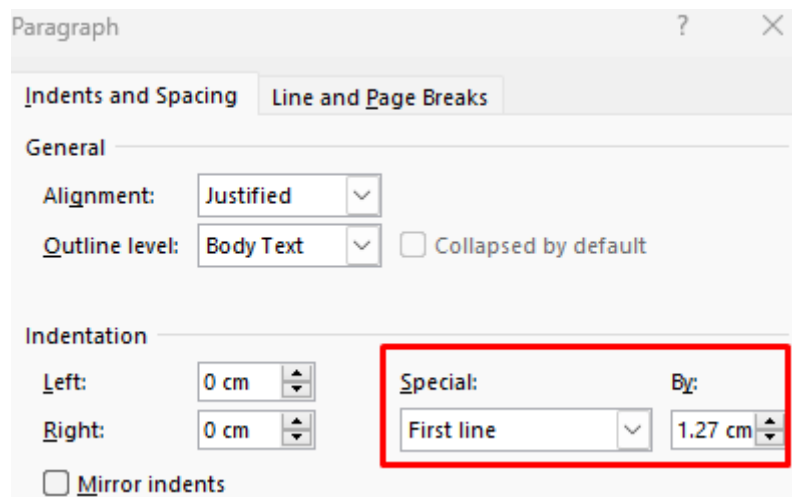 Paragraph ?
Indents and Spacing Line and Page Breaks
General
Alignment: Justified
Outline level: Body Text Collapsed by default
Indentation
Left: 0 cm Special: By:
Right: 0 cm First line 1.27 cm
Mirror indents